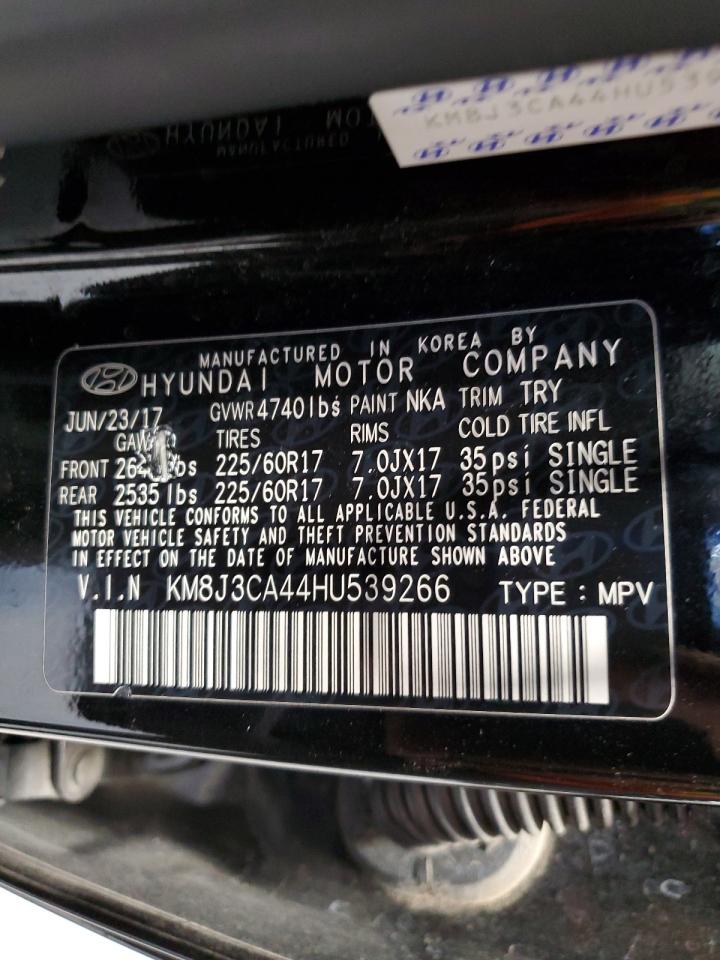 KM8J3CA44HU539
HYUNDAI MO
MANUFACTURED
MANUFACTURED IN KOREA BY
HYUNDAI MOTOR COMPANY
JUN/23/17 GVWR 4740lbs PAINT NKA TRIM TRY
TIRES RIMS COLD TIRE INFL
FRONT 225/60R17 7.0JX17 35psi SINGLE
REAR 2535 lbs 225/60R17 7.0JX17 35psi SINGLE
THIS VEHICLE CONFORMS TO ALL APPLICABLE U.S.A. FEDERAL
MOTOR VEHICLE SAFETY AND THEFT PREVENTION STANDARDS
IN EFFECT ON THE DATE OF MANUFACTURE SHOWN ABOVE
V.I.N KM8J3CA44HU539266 TYPE : MPV